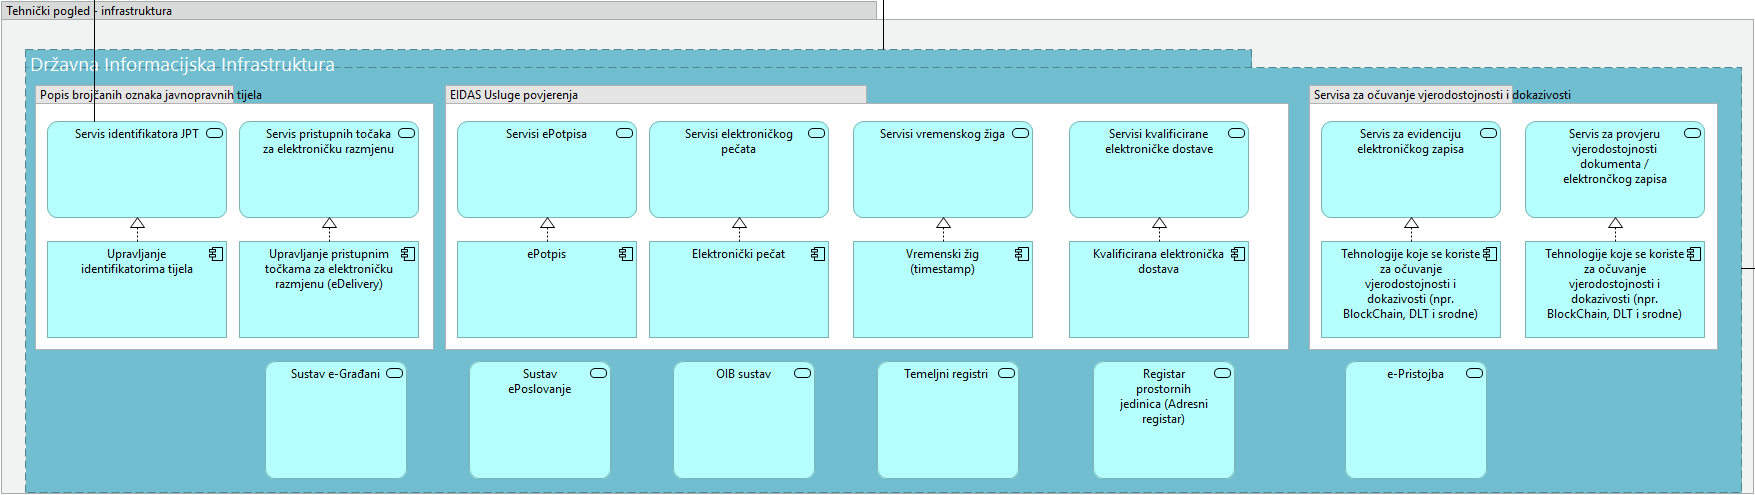 Tehnički pogled - infrastruktura
Državna Informacijska Infrastruktura
Popis brojčanih oznaka javnopravnih tijela
EIDAS Usluge povjerenja
Servisa za očuvanje vjerodostojnosti i dokazivosti
Servis identifikatora JPT
Servis pristupnih točaka
za elektroničku razmjenu
Servisi ePotpisa
Servisi elektroničkog
pečata
Servisi vremenskog žiga
Servisi kvalificirane
elektroničke dostave
Servis za evidenciju
elektroničkog zapisa
Servis za provjeru
vjerodostojnosti
dokumenta /
elektrončkog zapisa
Upravljanje
identifikatorima tijela
Upravljanje pristupnim
točkama za elektroničku
razmjenu (eDelivery)
ePotpis
Elektronički pečat
Vremenski žig
(timestamp)
Kvalificirana elektronička
dostava
Tehnologije koje se koriste
za očuvanje
vjerodostojnosti i
dokazivosti (npr.
BlockChain, DLT i srodne)
Tehnologije koje se koriste
za očuvanje
vjerodostojnosti i
dokazivosti (npr.
BlockChain, DLT i srodne)
Sustav e-Građani
Sustav
ePoslovanje
OIB sustav
Temeljni registri
Registar
prostornih
jedinica (Adresni
registar)
e-Pristojba